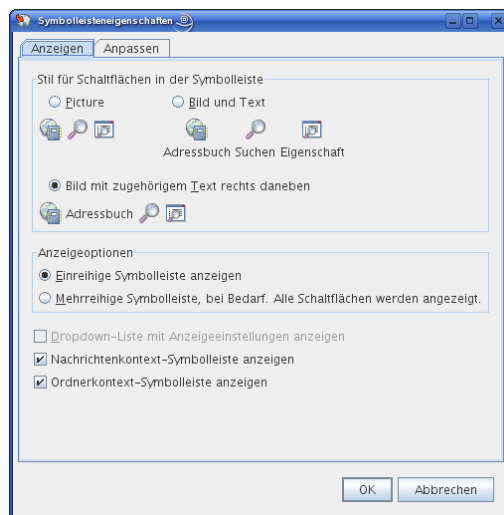 Symbolleisteneigenschaften
Anzeigen Anpassen
Stil für Schaltflächen in der Symbolleiste
Picture Bild und Text
Adressbuch Suchen Eigenschaft
Bild mit zugehörigem Text rechts daneben
Adressbuch
Anzeigeoptionen
Einreihige Symbolleiste anzeigen
Mehrreihige Symbolleiste, bei Bedarf. Alle Schaltflächen werden angezeigt.
Dropdown-Liste mit Anzeigeeinstellungen anzeigen
Nachrichtenkontext-Symbolleiste anzeigen
Ordnerkontext-Symbolleiste anzeigen
OK Abbrechen